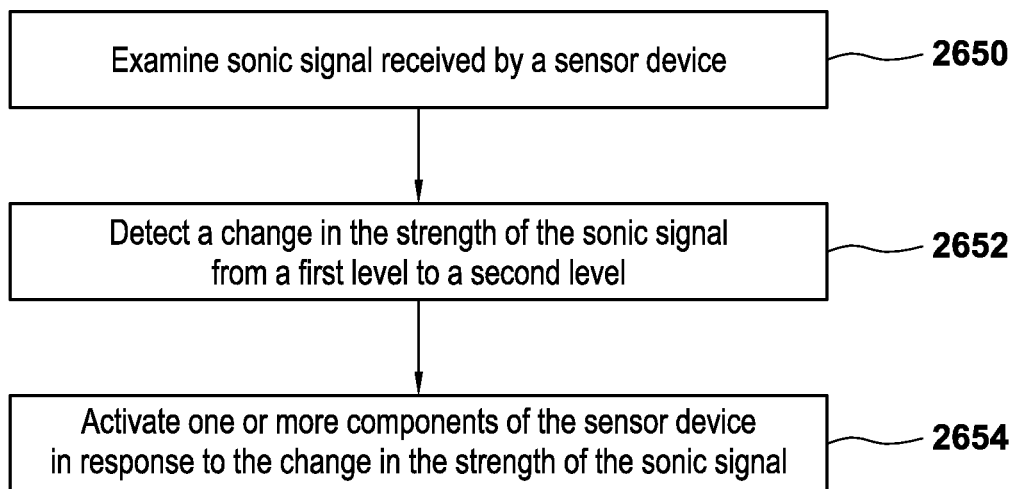 Examine sonic signal received by a sensor device
2650
Detect a change in the strength of the sonic signal
from a first level to a second level
2652
Activate one or more components of the sensor device
in response to the change in the strength of the sonic signal
2654